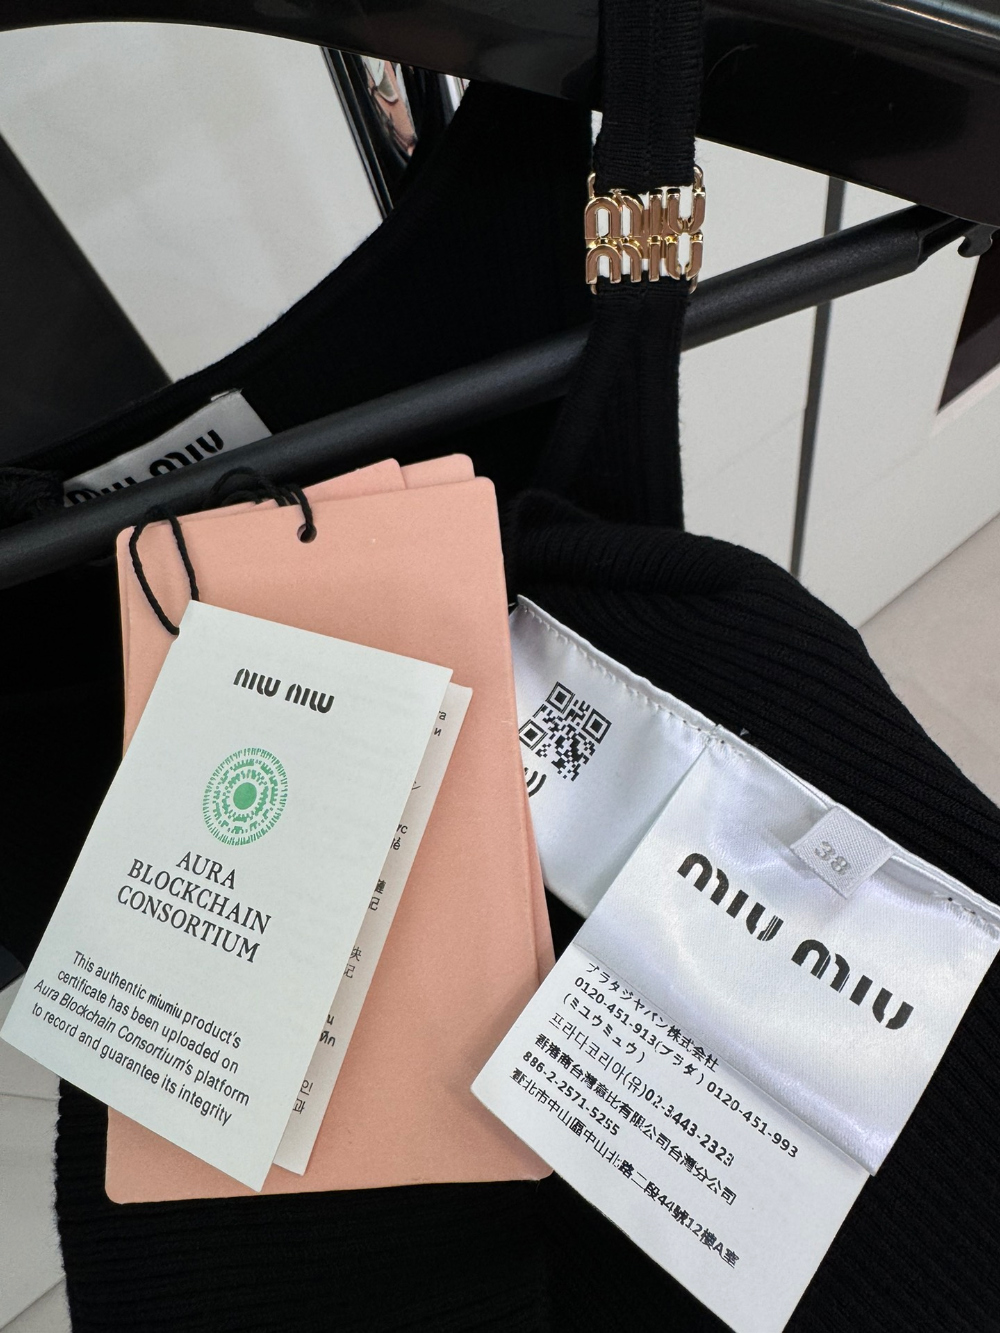 miu
miu
miu miu
miu miu
AURA
BLOCKCHAIN
CONSORTIUM
This authentic miumiu product's
certificate has been uploaded on
Aura Blockchain Consortium's platform
to record and guarantee its integrity
38
miu miu
プラダジャパン株式会社
0120-451-913(プラダ) 0120-451-993
(ミュウミュウ)
프라다코리아(유)02-3443-2323
香港商台灣意比有限公司台灣分公司
886-2-2571-5255
臺北市中山區中山北路二段44號12樓A室